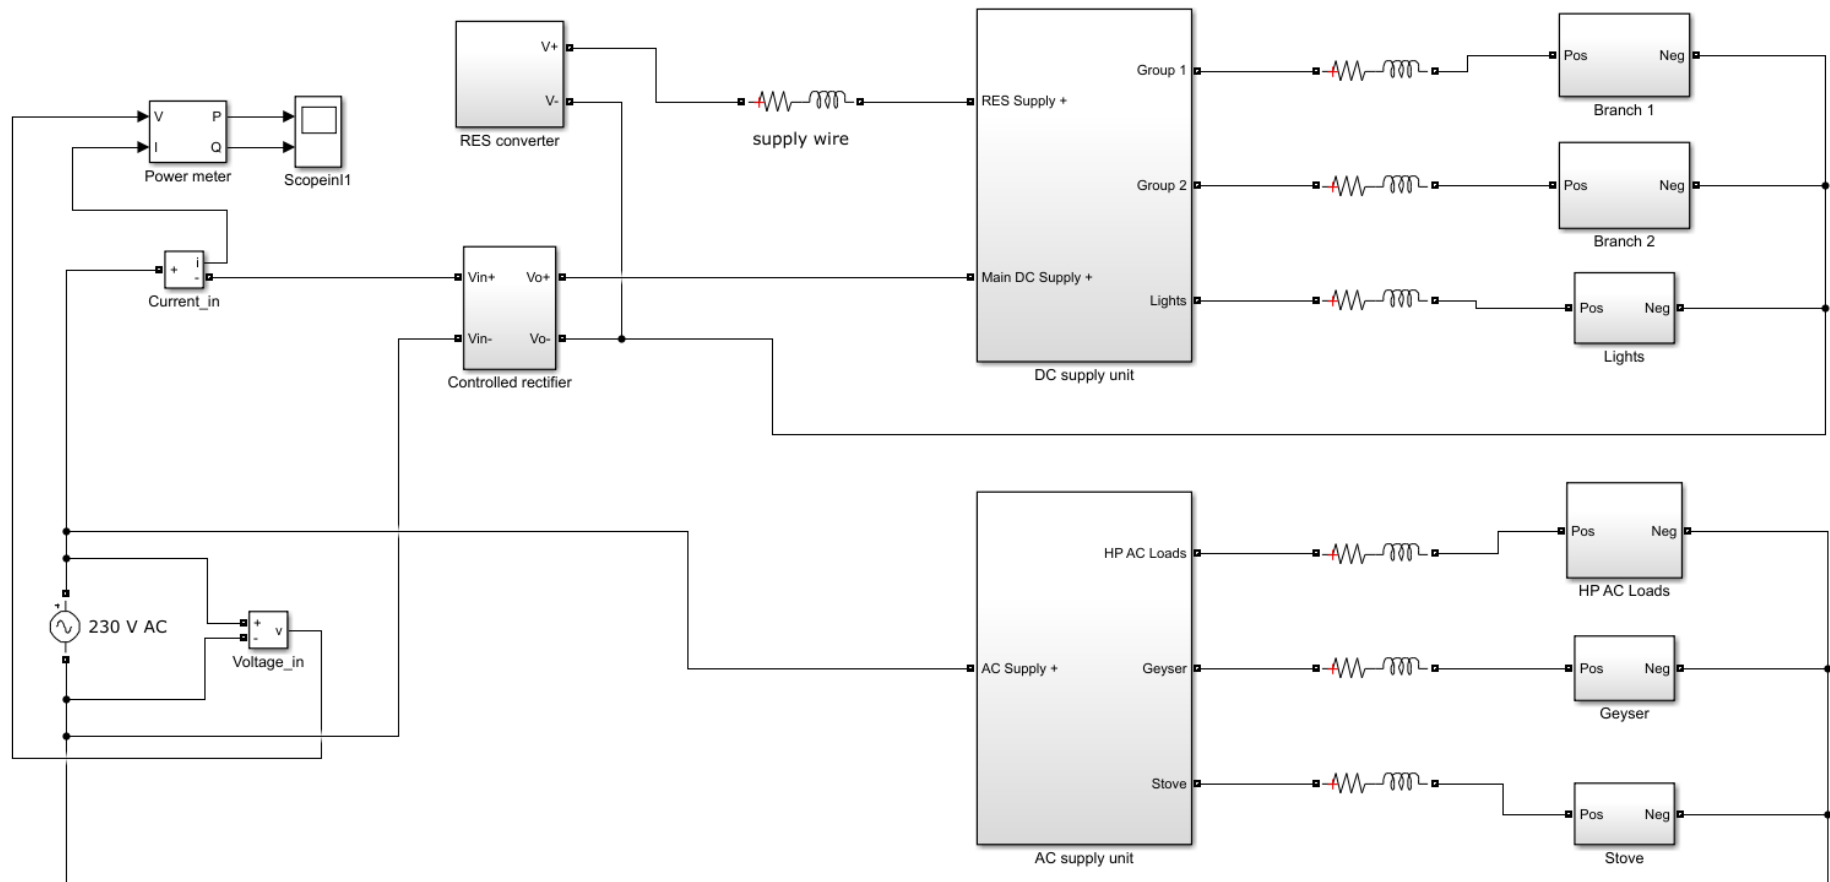 V+
V-
RES converter
supply wire
RES Supply +
Main DC Supply +
Group 1
Group 2
Lights
DC supply unit
Pos Neg
Branch 1
Pos Neg
Branch 2
Pos Neg
Lights
V P
I Q
Power meter
ScopeinI1
+ i
-
Current_in
Vin+ Vo+
Vin- Vo-
Controlled rectifier
230 V AC
+ v
-
Voltage_in
AC Supply +
HP AC Loads
Geyser
Stove
AC supply unit
Pos Neg
HP AC Loads
Pos Neg
Geyser
Pos Neg
Stove